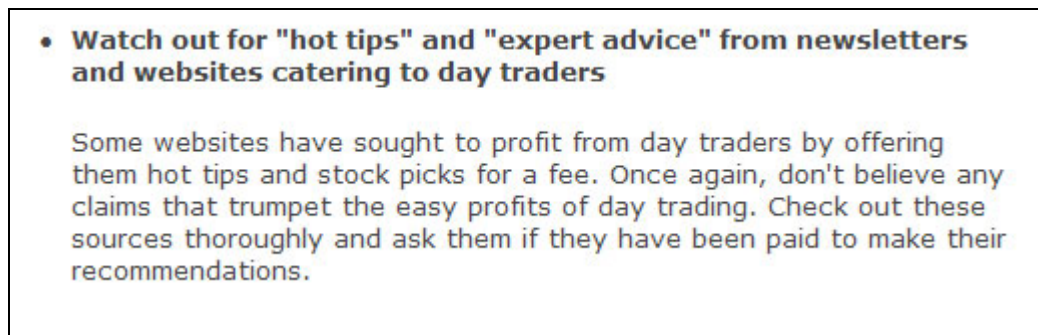 • Watch out for "hot tips" and "expert advice" from newsletters
and websites catering to day traders
Some websites have sought to profit from day traders by offering
them hot tips and stock picks for a fee. Once again, don't believe any
claims that trumpet the easy profits of day trading. Check out these
sources thoroughly and ask them if they have been paid to make their
recommendations.